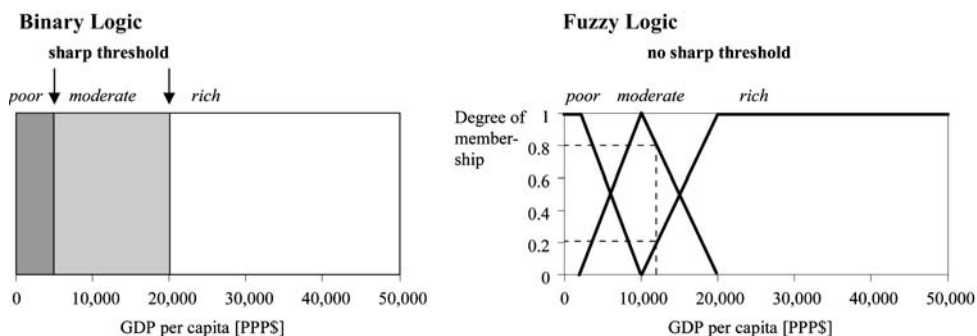 Binary Logic
sharp threshold
poor moderate rich
0 10,000 20,000 30,000 40,000 50,000
GDP per capita [PPP$]
Fuzzy Logic
no sharp threshold
poor moderate rich
Degree of
member-
ship
1
0.8
0.6
0.4
0.2
0
0 10,000 20,000 30,000 40,000 50,000
GDP per capita [PPP$]